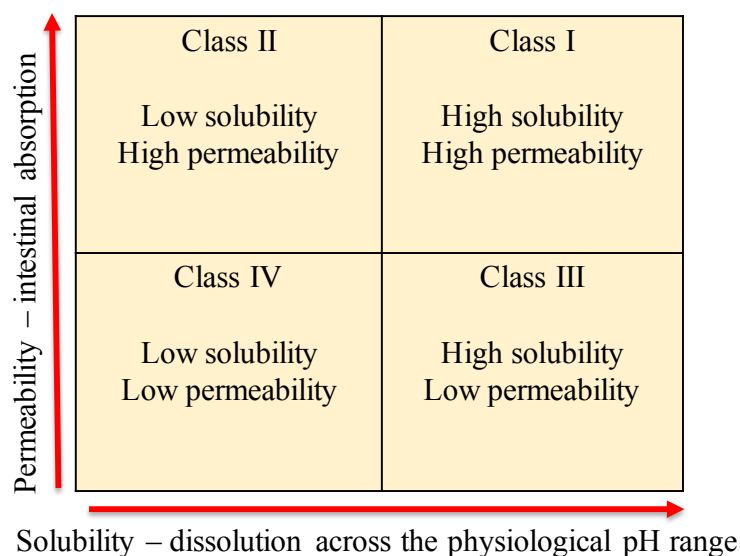 Class II
Low solubility
High permeability
Class I
High solubility
High permeability
Class IV
Low solubility
Low permeability
Class III
High solubility
Low permeability
Permeability – intestinal absorption
Solubility – dissolution across the physiological pH range